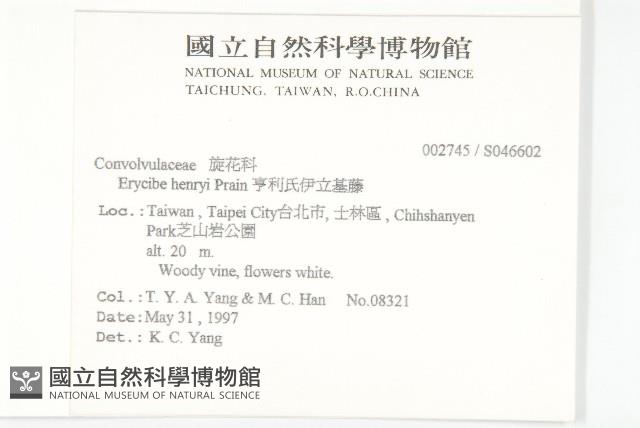 國立自然科學博物館
NATIONAL MUSEUM OF NATURAL SCIENCE
TAICHUNG, TAIWAN, R.O.CHINA
002745 / S046602
Convolvulaceae 旋花科
Erycibe henryi Prain 亨利氏伊立基藤
Loc.:Taiwan , Taipei City台北市, 士林區 , Chihshanyen
Park芝山岩公園
alt. 20 m.
Woody vine, flowers white.
Col.:T. Y. A. Yang & M. C. Han No.08321
Date:May 31 , 1997
Det.: K. C. Yang
國立自然科學博物館
NATIONAL MUSEUM OF NATURAL SCIENCE